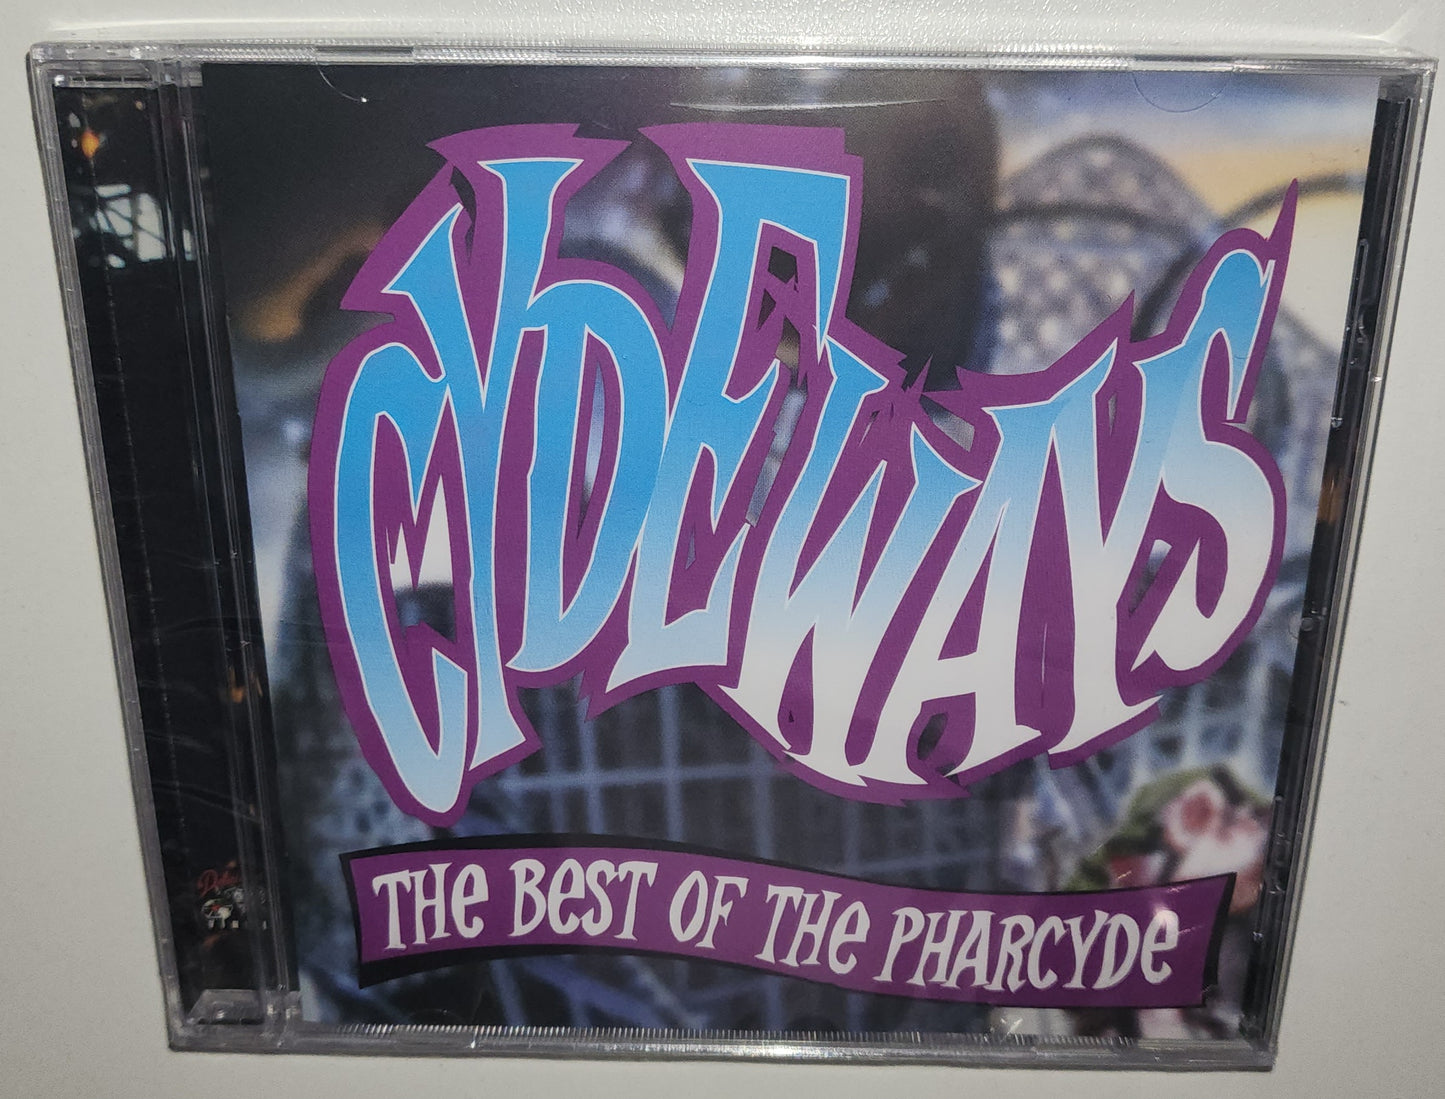 CYDEWAYS
THE BEST OF THE PHARCYDE